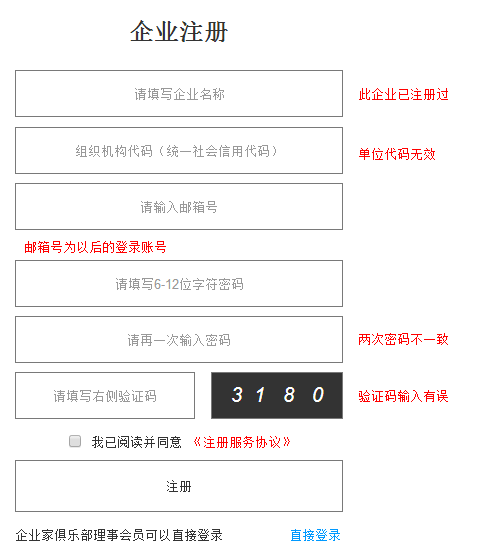 企业注册
请填写企业名称 此企业已注册过
组织机构代码（统一社会信用代码） 单位代码无效
请输入邮箱号
邮箱号为以后的登录账号
请填写6-12位字符密码
请再一次输入密码 两次密码不一致
请填写右侧验证码 3180 验证码输入有误
我已阅读并同意 《注册服务协议》
注册
企业家俱乐部理事会员可以直接登录 直接登录